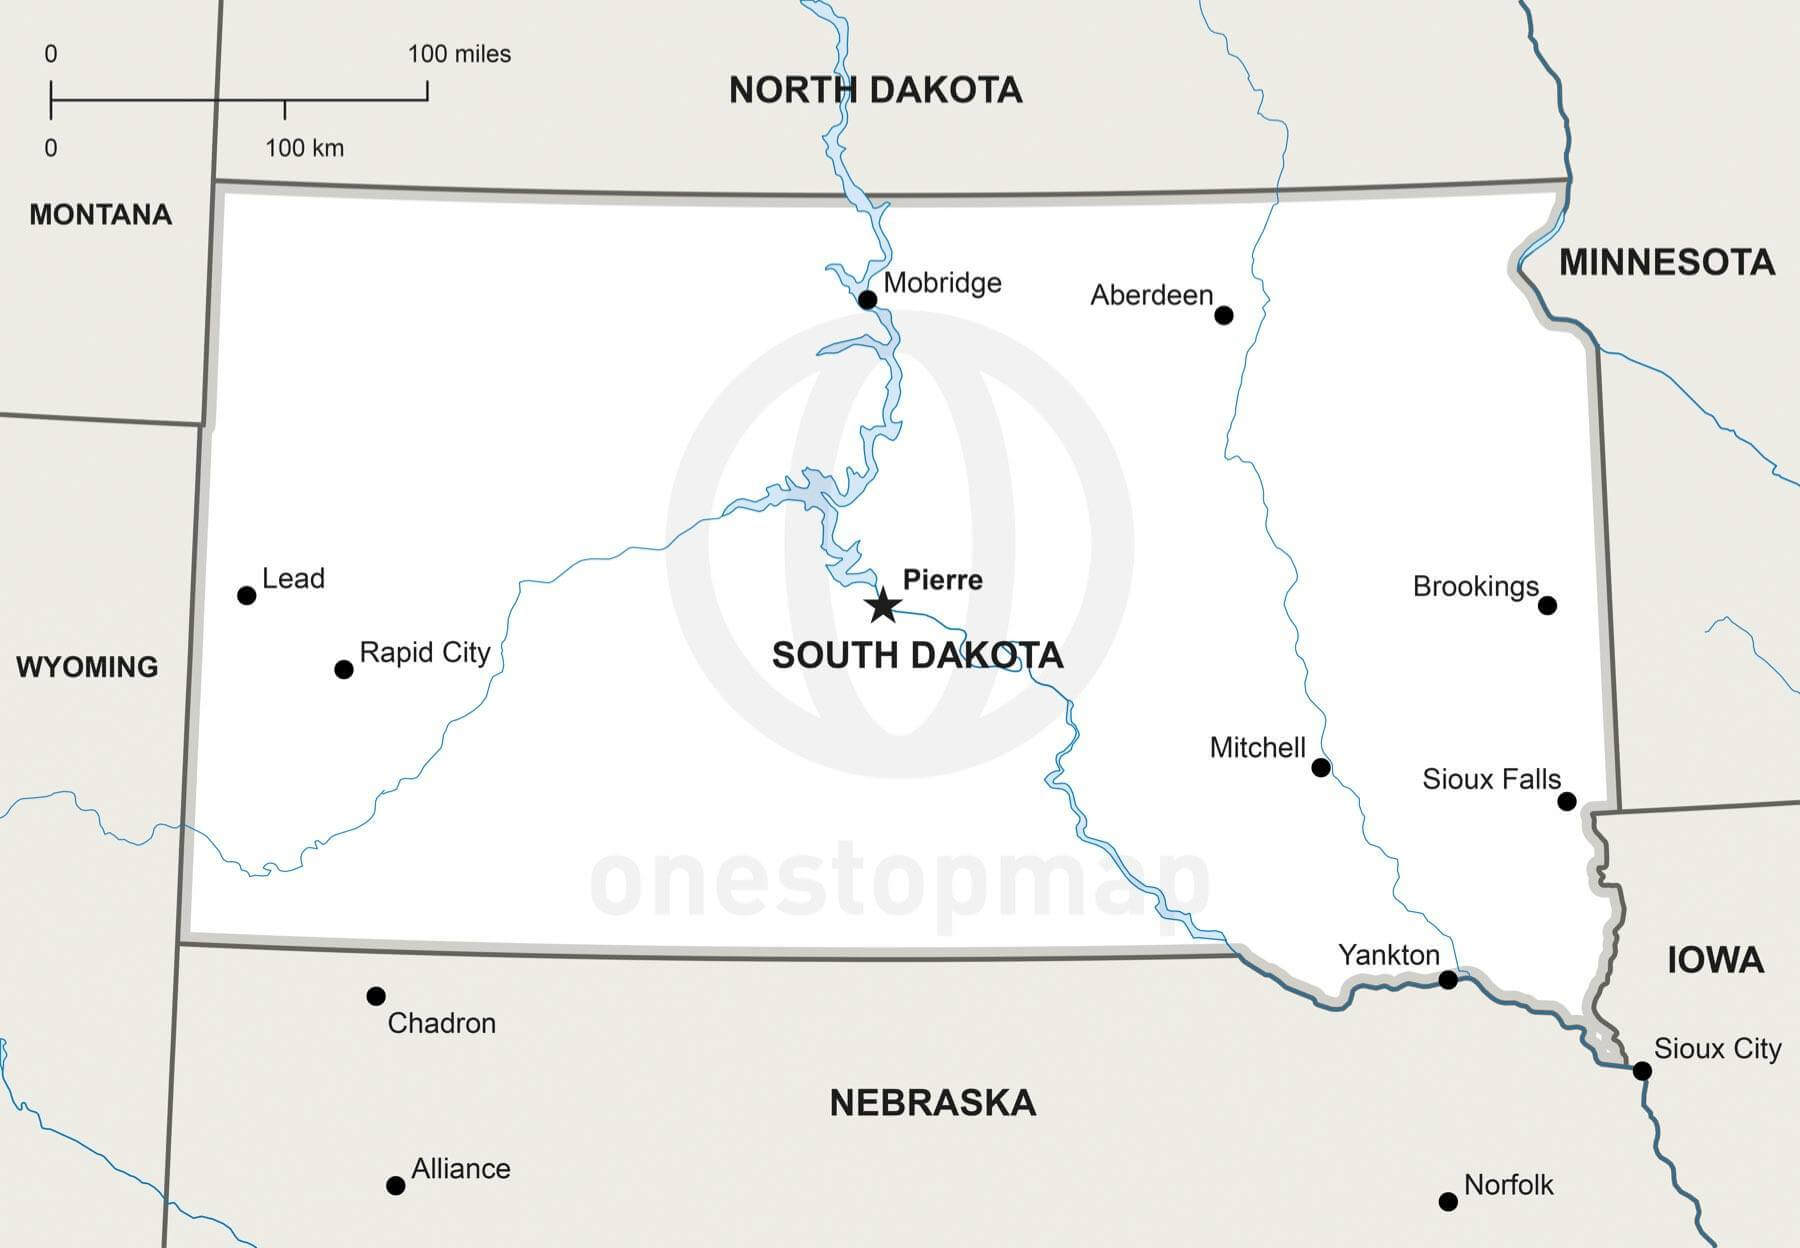 0
100 miles
NORTH DAKOTA
0
100 km
MONTANA
MINNESOTA
Mobridge
Aberdeen
Lead
Pierre
Brookings
Rapid City
SOUTH DAKOTA
WYOMING
Mitchell
Sioux Falls
onestopmap
Yankton
IOWA
Chadron
Sioux City
NEBRASKA
Alliance
Norfolk